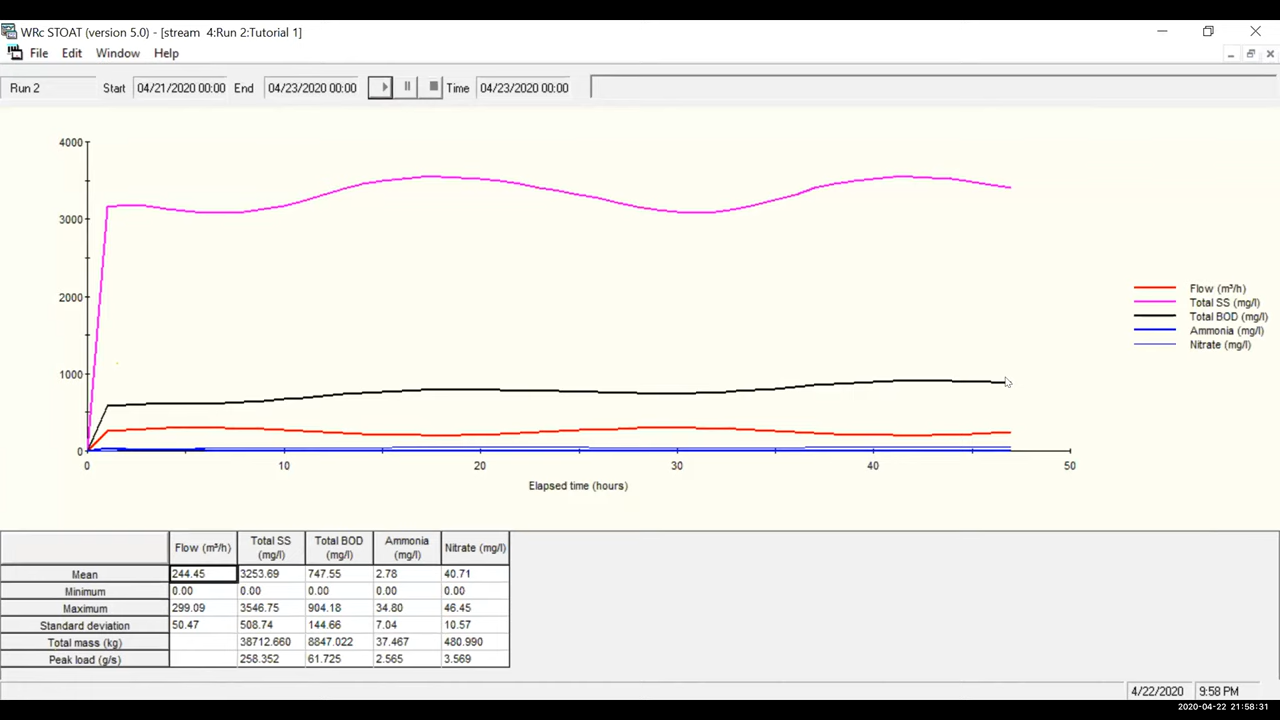 WRc STOAT (version 5.0) - [stream  4:Run 2:Tutorial 1]
File Edit Window Help
Run 2 Start 04/21/2020 00:00 End 04/23/2020 00:00 Time 04/23/2020 00:00
4000
3000
2000
1000
0
0 10 20 30 40 50
Elapsed time (hours)
Flow (m³/h)
Total SS (mg/l)
Total BOD (mg/l)
Ammonia (mg/l)
Nitrate (mg/l)
Flow (m³/h) Total SS (mg/l) Total BOD (mg/l) Ammonia (mg/l) Nitrate (mg/l)
Mean 244.45 3253.69 747.55 2.78 40.71
Minimum 0.00 0.00 0.00 0.00 0.00
Maximum 299.09 3546.75 904.18 34.80 46.45
Standard deviation 50.47 508.74 144.66 7.04 10.57
Total mass (kg) 38712.660 8847.022 37.467 480.990
Peak load (g/s) 258.352 61.725 2.565 3.569
4/22/2020 9:58 PM
2020-04-22 21:58:31